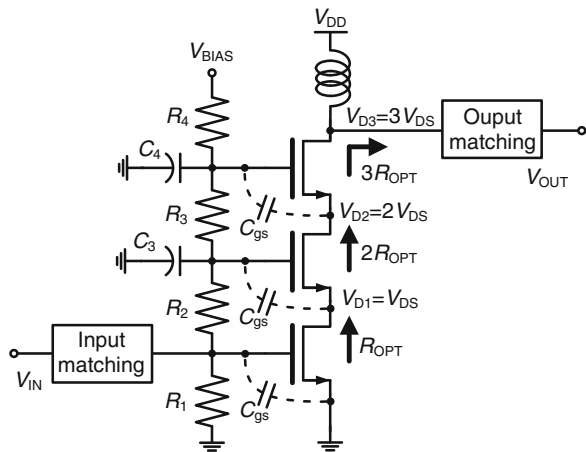 V_DD
V_BIAS
R_4
V_D3=3V_DS
Ouput
matching
C_4
3R_OPT
V_OUT
R_3
C_gs
V_D2=2V_DS
C_3
2R_OPT
R_2
C_gs
V_D1=V_DS
Input
matching
R_OPT
V_IN
R_1
C_gs